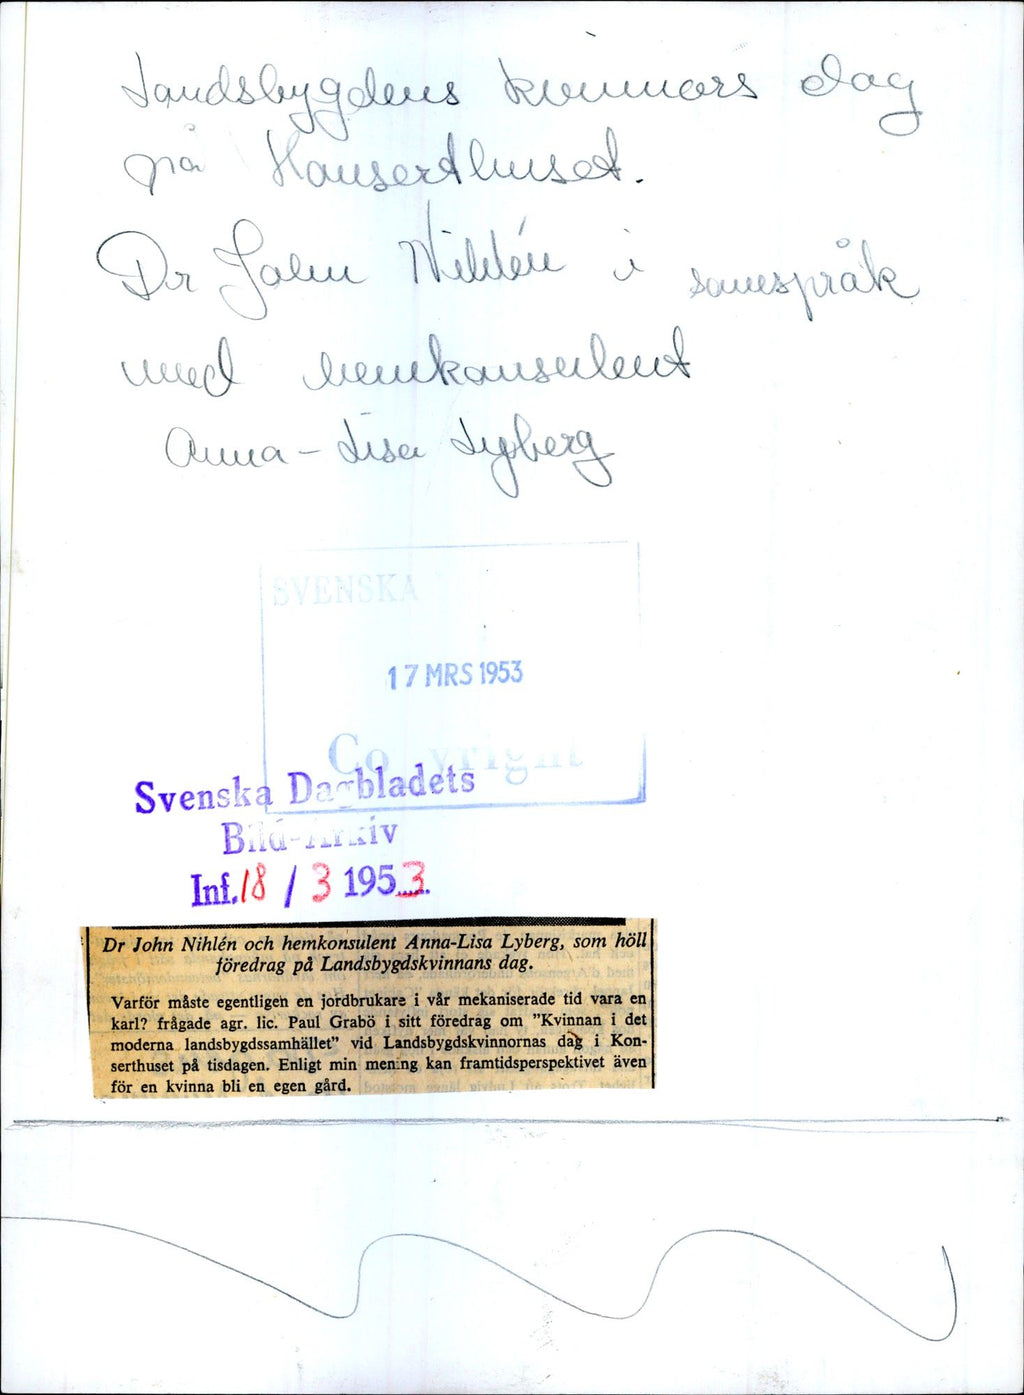 Landsbygdens kvinnors dag
på Konserthuset.
Dr John Nihlén i samspråk
med hemkonsulent
Anna-Lisa Lyberg
SVENSKA
17 MRS 1953
Copyright
Svenska Dagbladets
Bild-Arkiv
Inf. 18 / 3 1953.
Dr John Nihlén och hemkonsulent Anna-Lisa Lyberg, som höll
föredrag på Landsbygdskvinnans dag.
Varför måste egentligen en jordbrukare i vår mekaniserade tid vara en
karl? frågade agr. lic. Paul Grabö i sitt föredrag om ”Kvinnan i det
moderna landsbygdssamhället” vid Landsbygdskvinnornas dag i Kon-
serthuset på tisdagen. Enligt min mening kan framtidsperspektivet även
för en kvinna bli en egen gård.